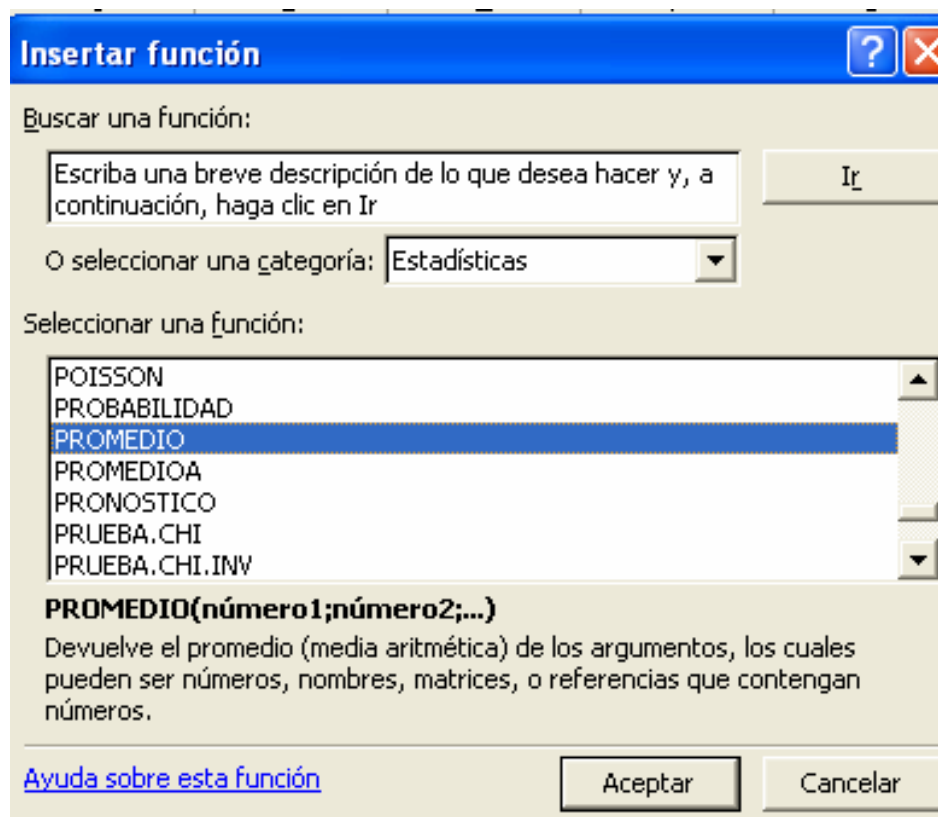 Insertar función
Buscar una función:
Escriba una breve descripción de lo que desea hacer y, a
continuación, haga clic en Ir
Ir
O seleccionar una categoría: Estadísticas
Seleccionar una función:
POISSON
PROBABILIDAD
PROMEDIO
PROMEDIOA
PRONOSTICO
PRUEBA.CHI
PRUEBA.CHI.INV
PROMEDIO(número1;número2;...)
Devuelve el promedio (media aritmética) de los argumentos, los cuales
pueden ser números, nombres, matrices, o referencias que contengan
números.
Ayuda sobre esta función
Aceptar
Cancelar